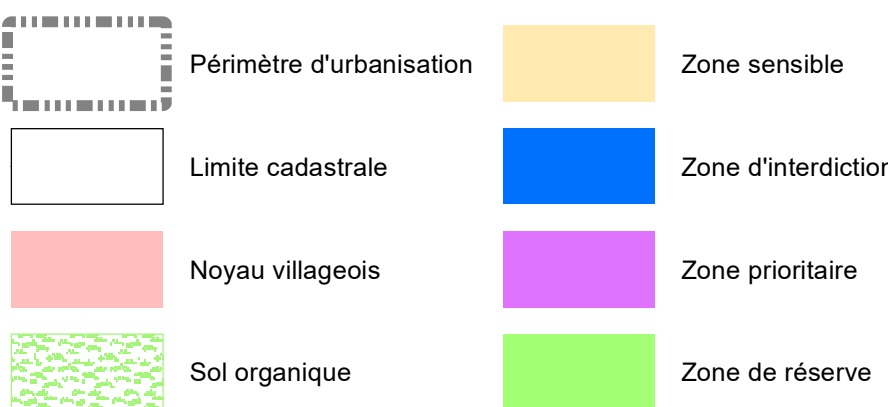 Périmètre d'urbanisation
Zone sensible
Limite cadastrale
Zone d'interdiction
Noyau villageois
Zone prioritaire
Sol organique
Zone de réserve